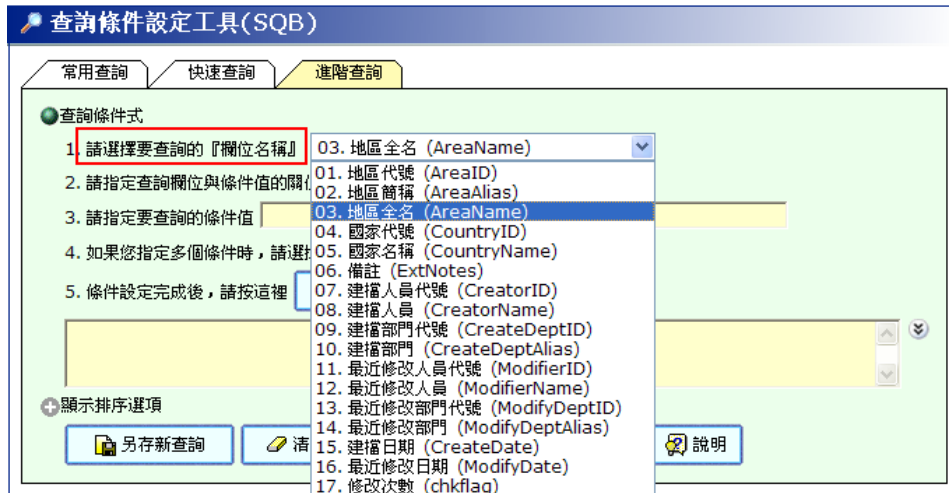 查詢條件設定工具(SQB)
常用查詢 快速查詢 進階查詢
查詢條件式
1. 請選擇要查詢的『欄位名稱』 03. 地區全名 (AreaName)
2. 請指定查詢欄位與條件值的關
3. 請指定要查詢的條件值
4. 如果您指定多個條件時，請選
5. 條件設定完成後，請按這裡
01. 地區代號 (AreaID)
02. 地區簡稱 (AreaAlias)
03. 地區全名 (AreaName)
04. 國家代號 (CountryID)
05. 國家名稱 (CountryName)
06. 備註 (ExtNotes)
07. 建擋人員代號 (CreatorID)
08. 建擋人員 (CreatorName)
09. 建擋部門代號 (CreateDeptID)
10. 建擋部門 (CreateDeptAlias)
11. 最近修改人員代號 (ModifierID)
12. 最近修改人員 (ModifierName)
13. 最近修改部門代號 (ModifyDeptID)
14. 最近修改部門 (ModifyDeptAlias)
15. 建擋日期 (CreateDate)
16. 最近修改日期 (ModifyDate)
17. 修改次數 (chkflag)
顯示排序選項
另存新查詢 清 說明